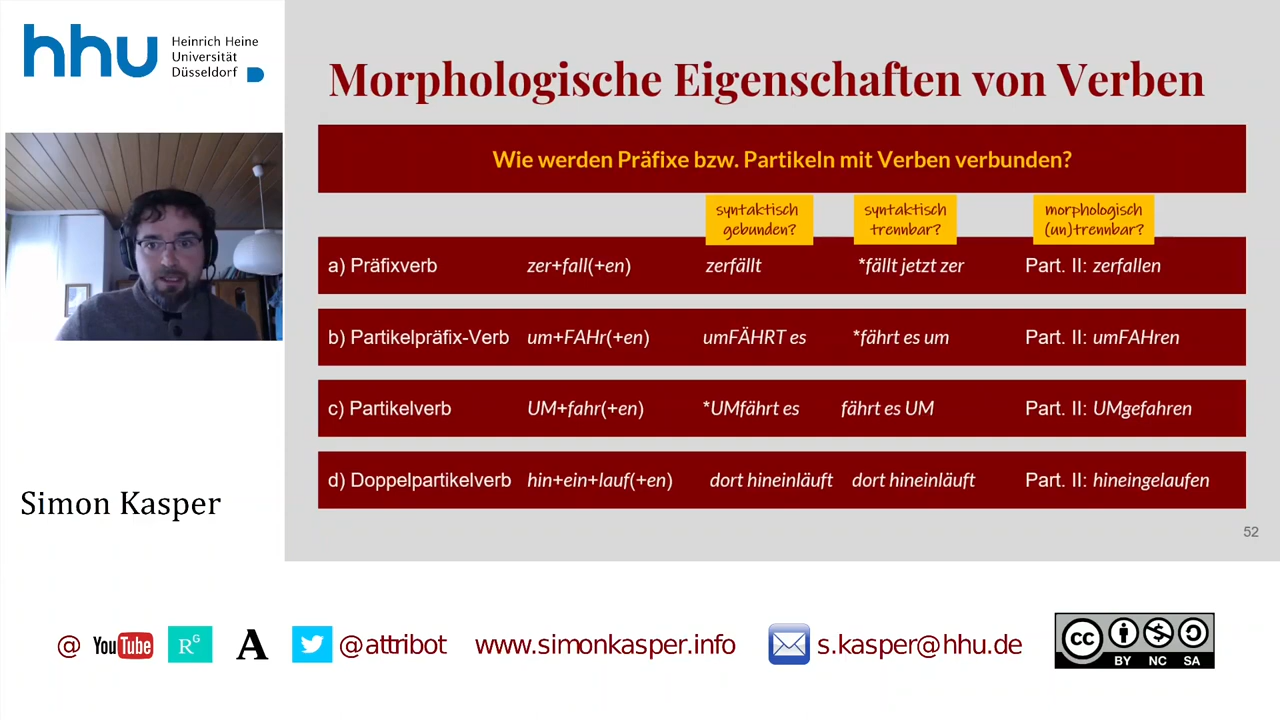 hhu
Heinrich Heine
Universität
Düsseldorf
Morphologische Eigenschaften von Verben
Wie werden Präfixe bzw. Partikeln mit Verben verbunden?
syntaktisch
gebunden?
syntaktisch
trennbar?
morphologisch
(un)trennbar?
a) Präfixverb zer+fall(+en) zerfällt *fällt jetzt zer Part. II: zerfallen
b) Partikelpräfix-Verb um+FAHr(+en) umFÄHRT es *fährt es um Part. II: umFAHren
c) Partikelverb UM+fahr(+en) *UMfährt es fährt es UM Part. II: UMgefahren
d) Doppelpartikelverb hin+ein+lauf(+en) dort hineinläuft dort hineinläuft Part. II: hineingelaufen
52
Simon Kasper
@ YouTube RG A @attribot www.simonkasper.info s.kasper@hhu.de cc
BY NC SA